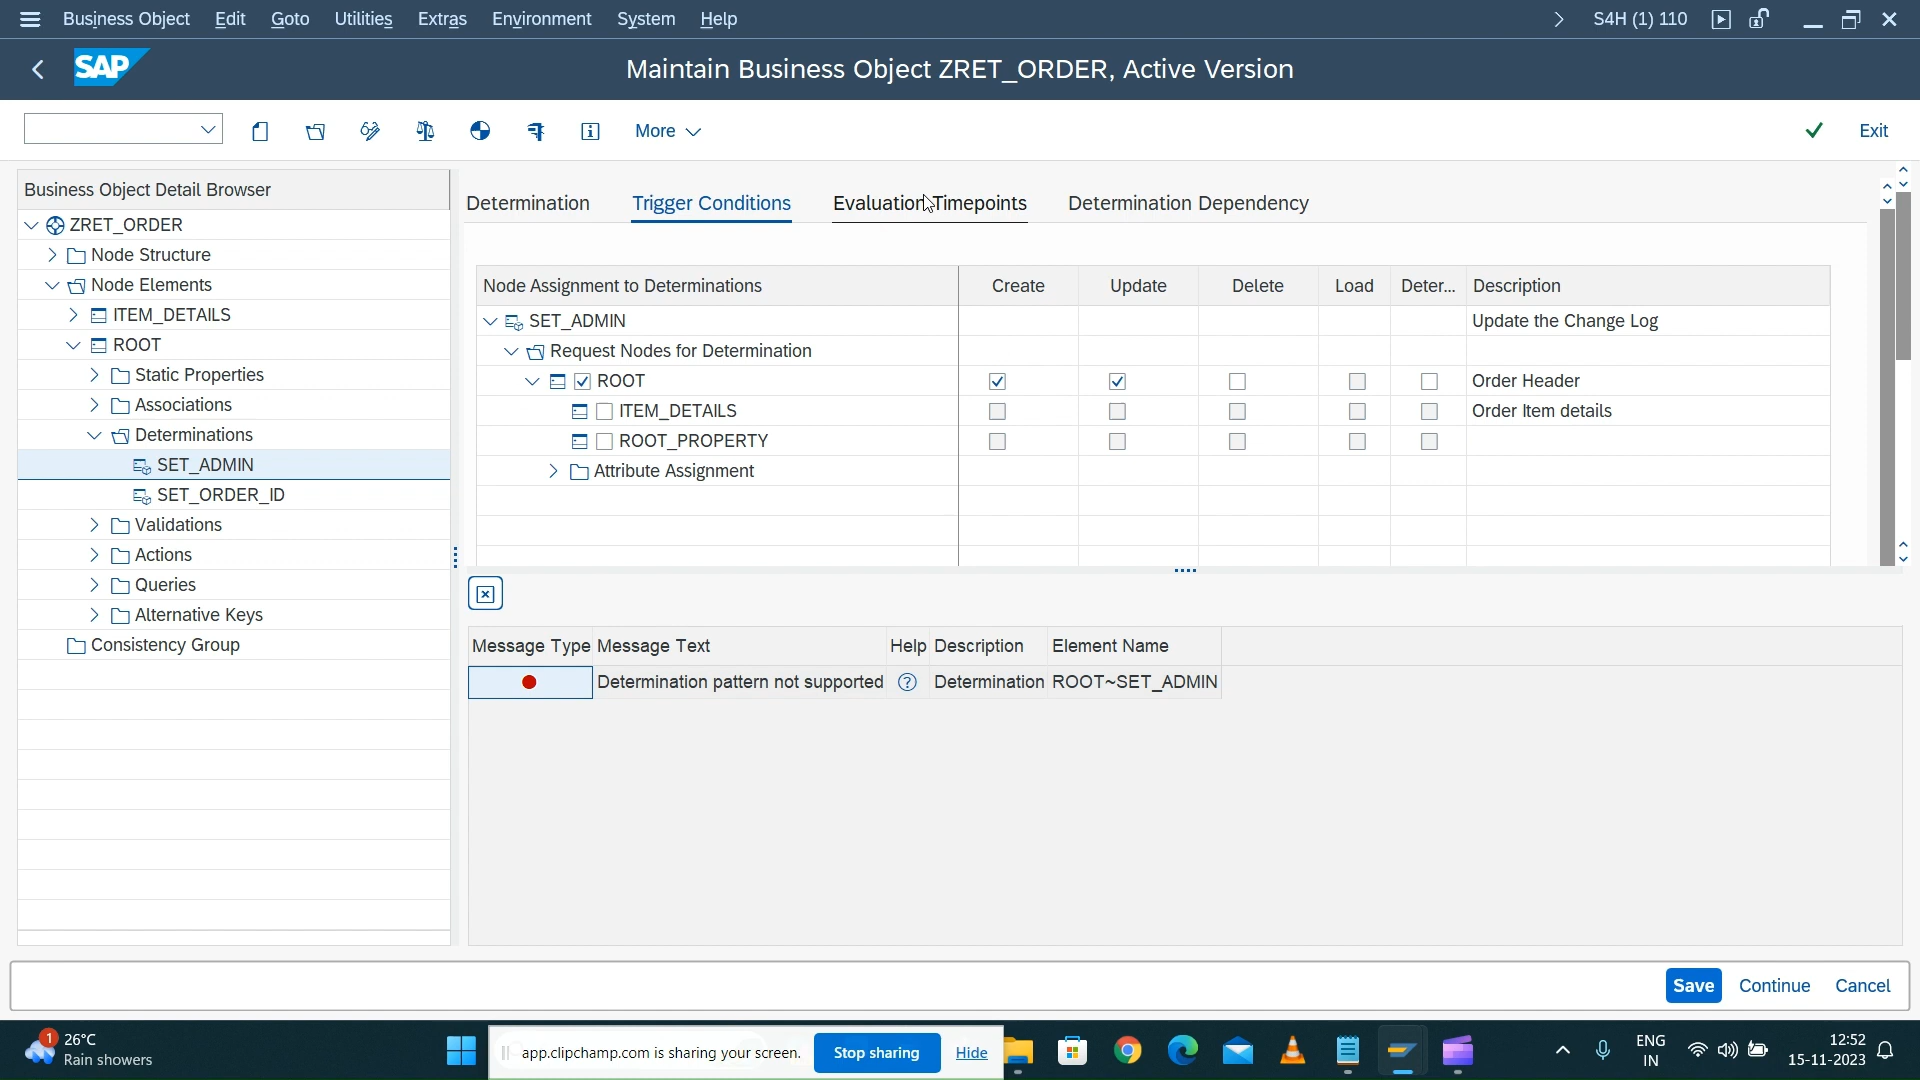 Business Object Edit Goto Utilities Extras Environment System Help S4H (1) 110
SAP Maintain Business Object ZRET_ORDER, Active Version
More Exit
Business Object Detail Browser
ZRET_ORDER
Node Structure
Node Elements
ITEM_DETAILS
ROOT
Static Properties
Associations
Determinations
SET_ADMIN
SET_ORDER_ID
Validations
Actions
Queries
Alternative Keys
Consistency Group
Determination Trigger Conditions Evaluation Timepoints Determination Dependency
Node Assignment to Determinations Create Update Delete Load Deter... Description
SET_ADMIN Update the Change Log
Request Nodes for Determination
ROOT Order Header
ITEM_DETAILS Order Item details
ROOT_PROPERTY
Attribute Assignment
Message Type Message Text Help Description Element Name
Determination pattern not supported Determination ROOT~SET_ADMIN
Save Continue Cancel
1 26°C
Rain showers
app.clipchamp.com is sharing your screen. Stop sharing Hide
ENG
IN
12:52
15-11-2023